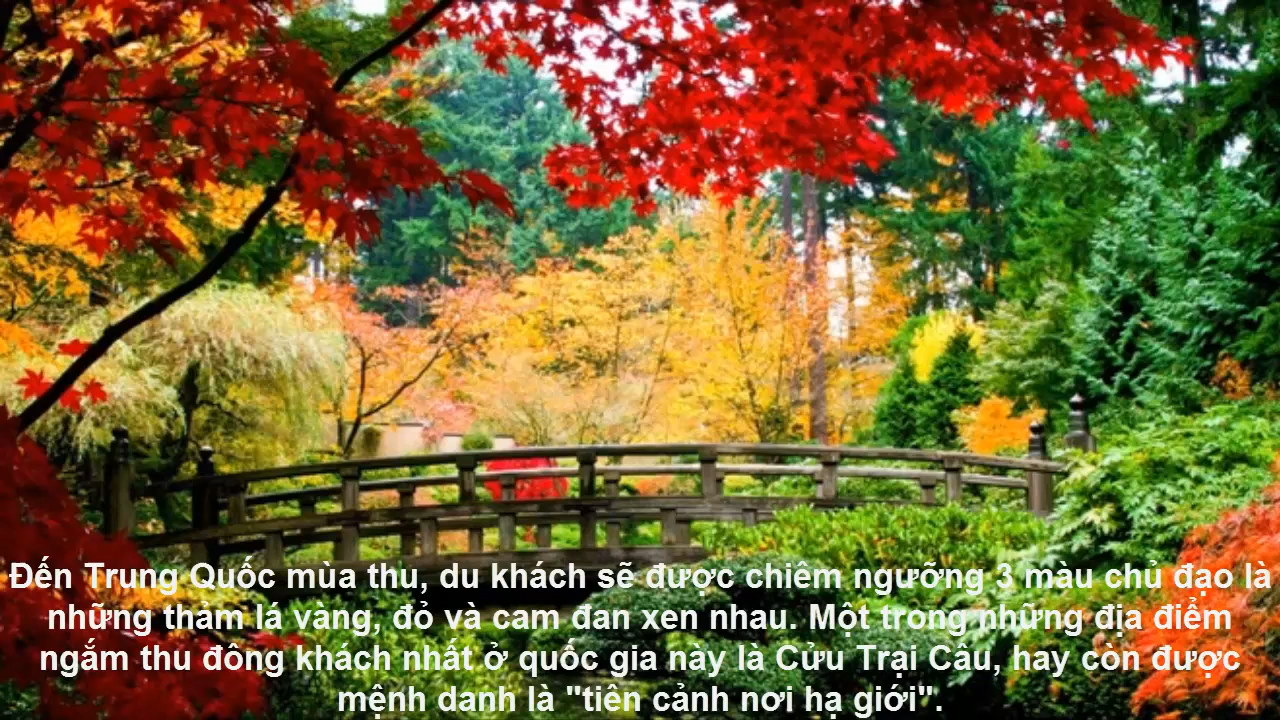 Đến Trung Quốc mùa thu, du khách sẽ được chiêm ngưỡng 3 màu chủ đạo là
những thảm lá vàng, đỏ và cam đan xen nhau. Một trong những địa điểm
ngắm thu đông khách nhất ở quốc gia này là Cửu Trại Câu, hay còn được
mệnh danh là "tiên cảnh nơi hạ giới".